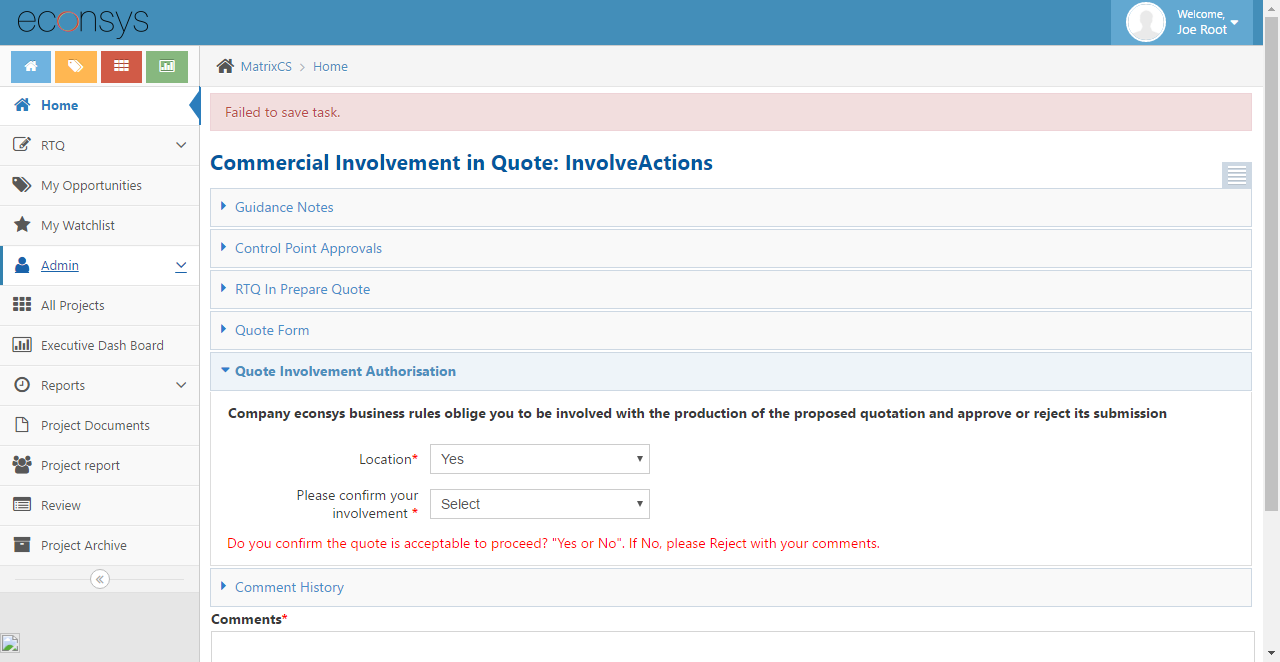 econsys
Welcome,
Joe Root
MatrixCS > Home
Home
RTQ
My Opportunities
My Watchlist
Admin
All Projects
Executive Dash Board
Reports
Project Documents
Project report
Review
Project Archive
Failed to save task.
Commercial Involvement in Quote: InvolveActions
Guidance Notes
Control Point Approvals
RTQ In Prepare Quote
Quote Form
Quote Involvement Authorisation
Company econsys business rules oblige you to be involved with the production of the proposed quotation and approve or reject its submission
Location* Yes
Please confirm your
involvement * Select
Do you confirm the quote is acceptable to proceed? "Yes or No". If No, please Reject with your comments.
Comment History
Comments*